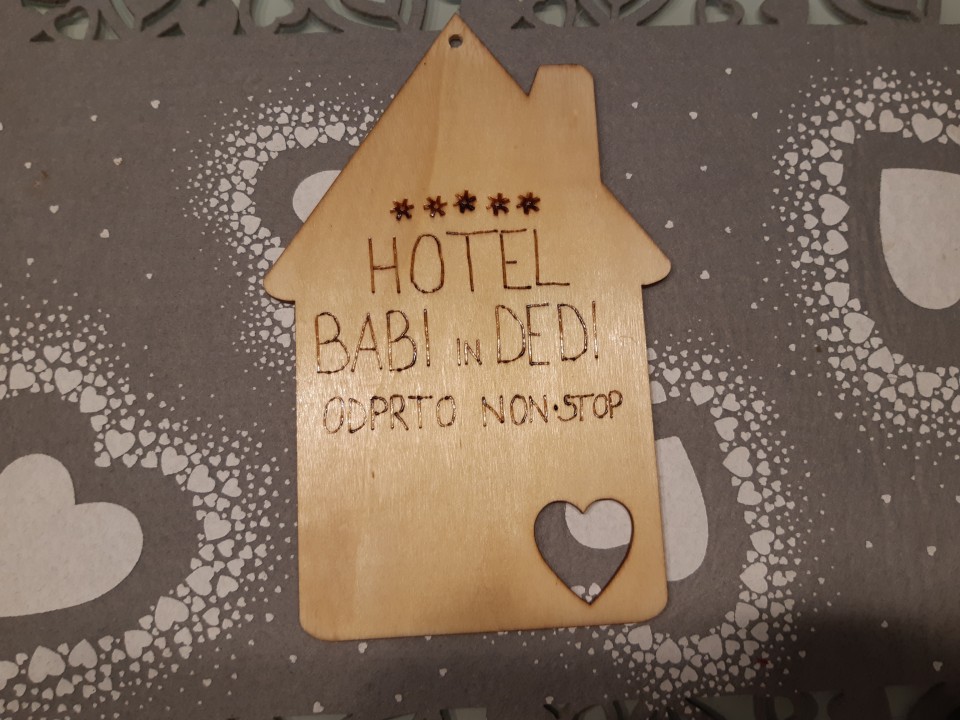 *****
HOTEL
BABI IN DEDI
ODPRTO NON-STOP